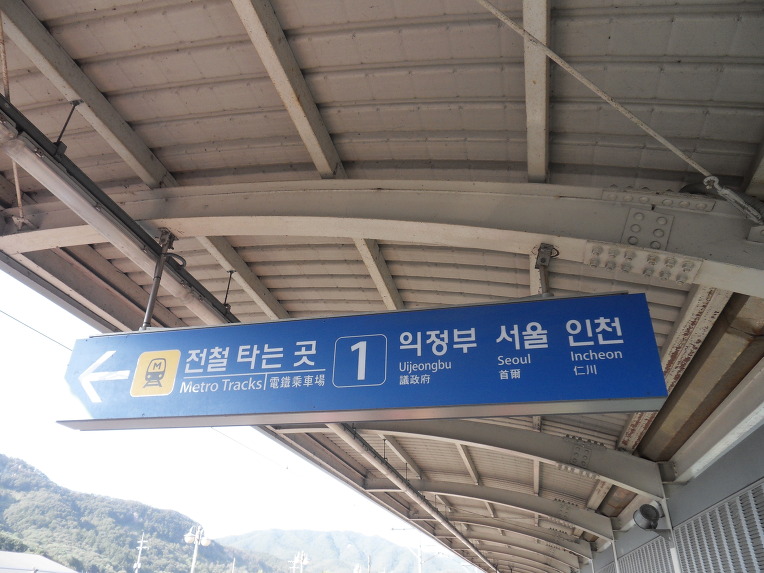 M
전철 타는 곳
Metro Tracks 電鐵乘車場
1
의정부 서울 인천
Uijeongbu Seoul Incheon
議政府 首爾 仁川